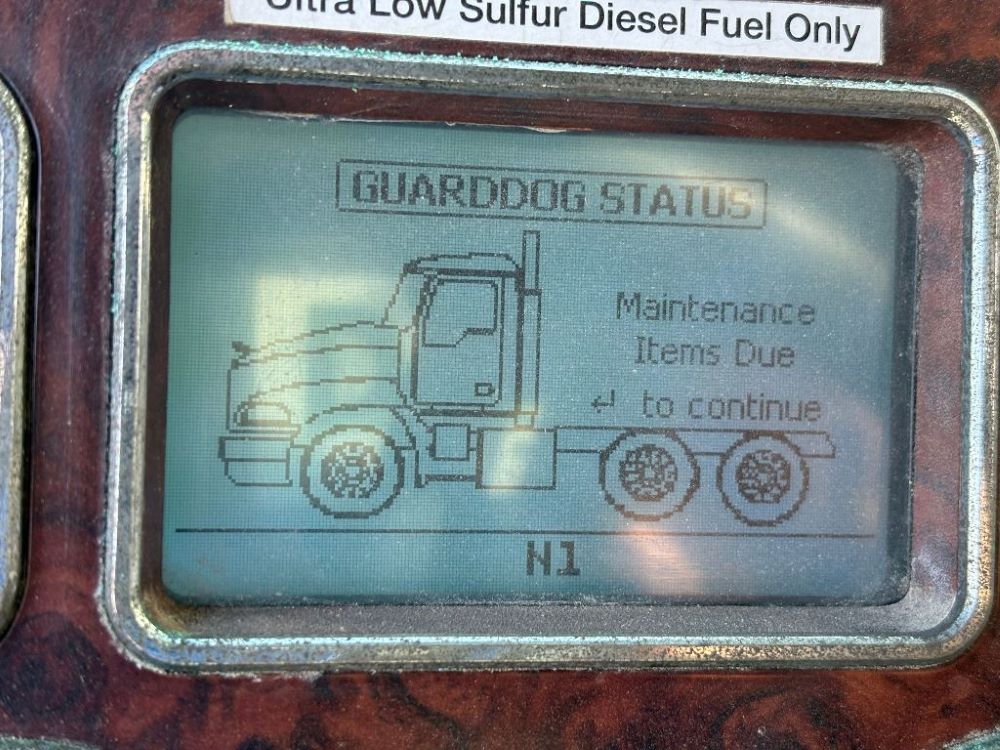 Ultra Low Sulfur Diesel Fuel Only
GUARDDOG STATUS
Maintenance
Items Due
↵ to continue
N1